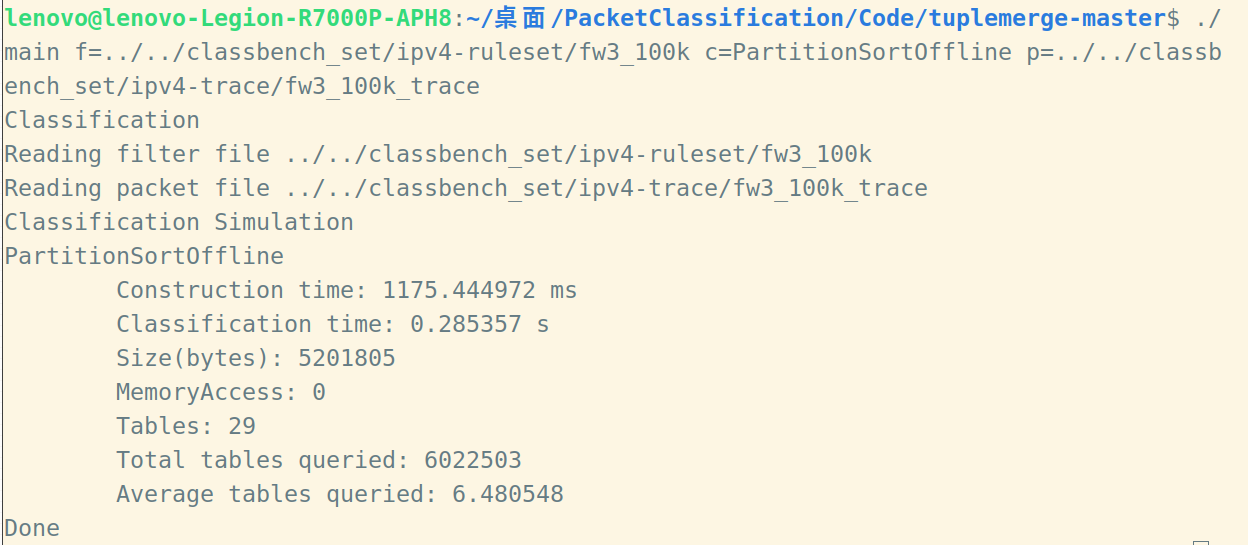 lenovo@lenovo-Legion-R7000P-APH8:~/桌面/PacketClassification/Code/tuplemerge-master$ ./
main f=../../classbench_set/ipv4-ruleset/fw3_100k c=PartitionSortOffline p=../../classb
ench_set/ipv4-trace/fw3_100k_trace
Classification
Reading filter file ../../classbench_set/ipv4-ruleset/fw3_100k
Reading packet file ../../classbench_set/ipv4-trace/fw3_100k_trace
Classification Simulation
PartitionSortOffline
Construction time: 1175.444972 ms
Classification time: 0.285357 s
Size(bytes): 5201805
MemoryAccess: 0
Tables: 29
Total tables queried: 6022503
Average tables queried: 6.480548
Done